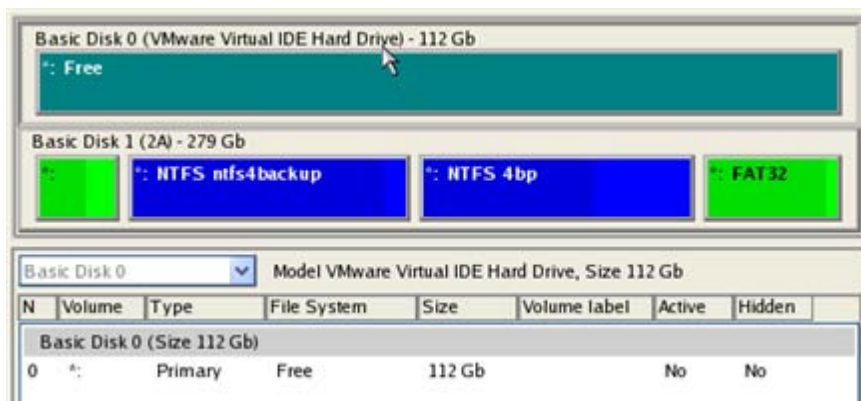 Basic Disk 0 (VMware Virtual IDE Hard Drive) - 112 Gb
*: Free
Basic Disk 1 (2A) - 279 Gb
*: *: NTFS ntfs4backup *: NTFS 4bp *: FAT32
Basic Disk 0 Model VMware Virtual IDE Hard Drive, Size 112 Gb
N Volume Type File System Size Volume label Active Hidden
Basic Disk 0 (Size 112 Gb)
0 *: Primary Free 112 Gb No No